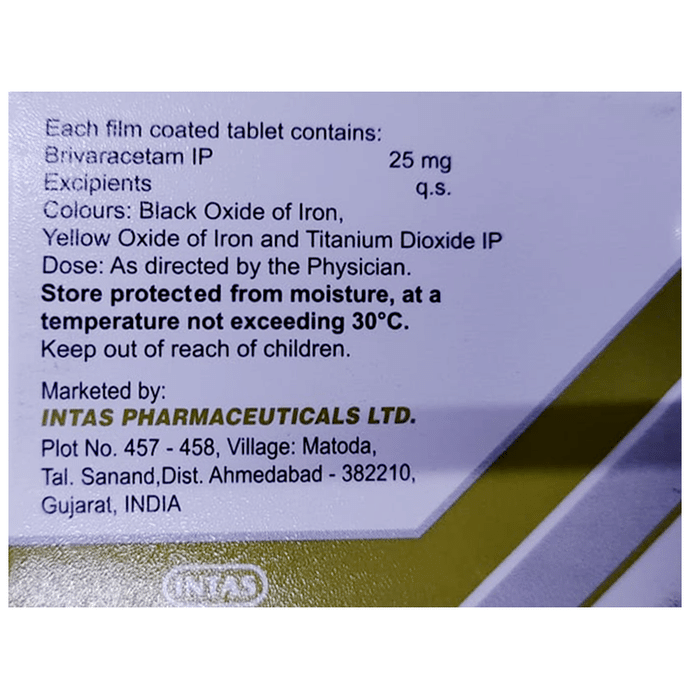 Each film coated tablet contains:
Brivaracetam IP 25 mg
Excipients q.s.
Colours: Black Oxide of Iron,
Yellow Oxide of Iron and Titanium Dioxide IP
Dose: As directed by the Physician.
Store protected from moisture, at a
temperature not exceeding 30°C.
Keep out of reach of children.
Marketed by:
INTAS PHARMACEUTICALS LTD.
Plot No. 457 - 458, Village: Matoda,
Tal. Sanand,Dist. Ahmedabad - 382210,
Gujarat, INDIA
INTAS